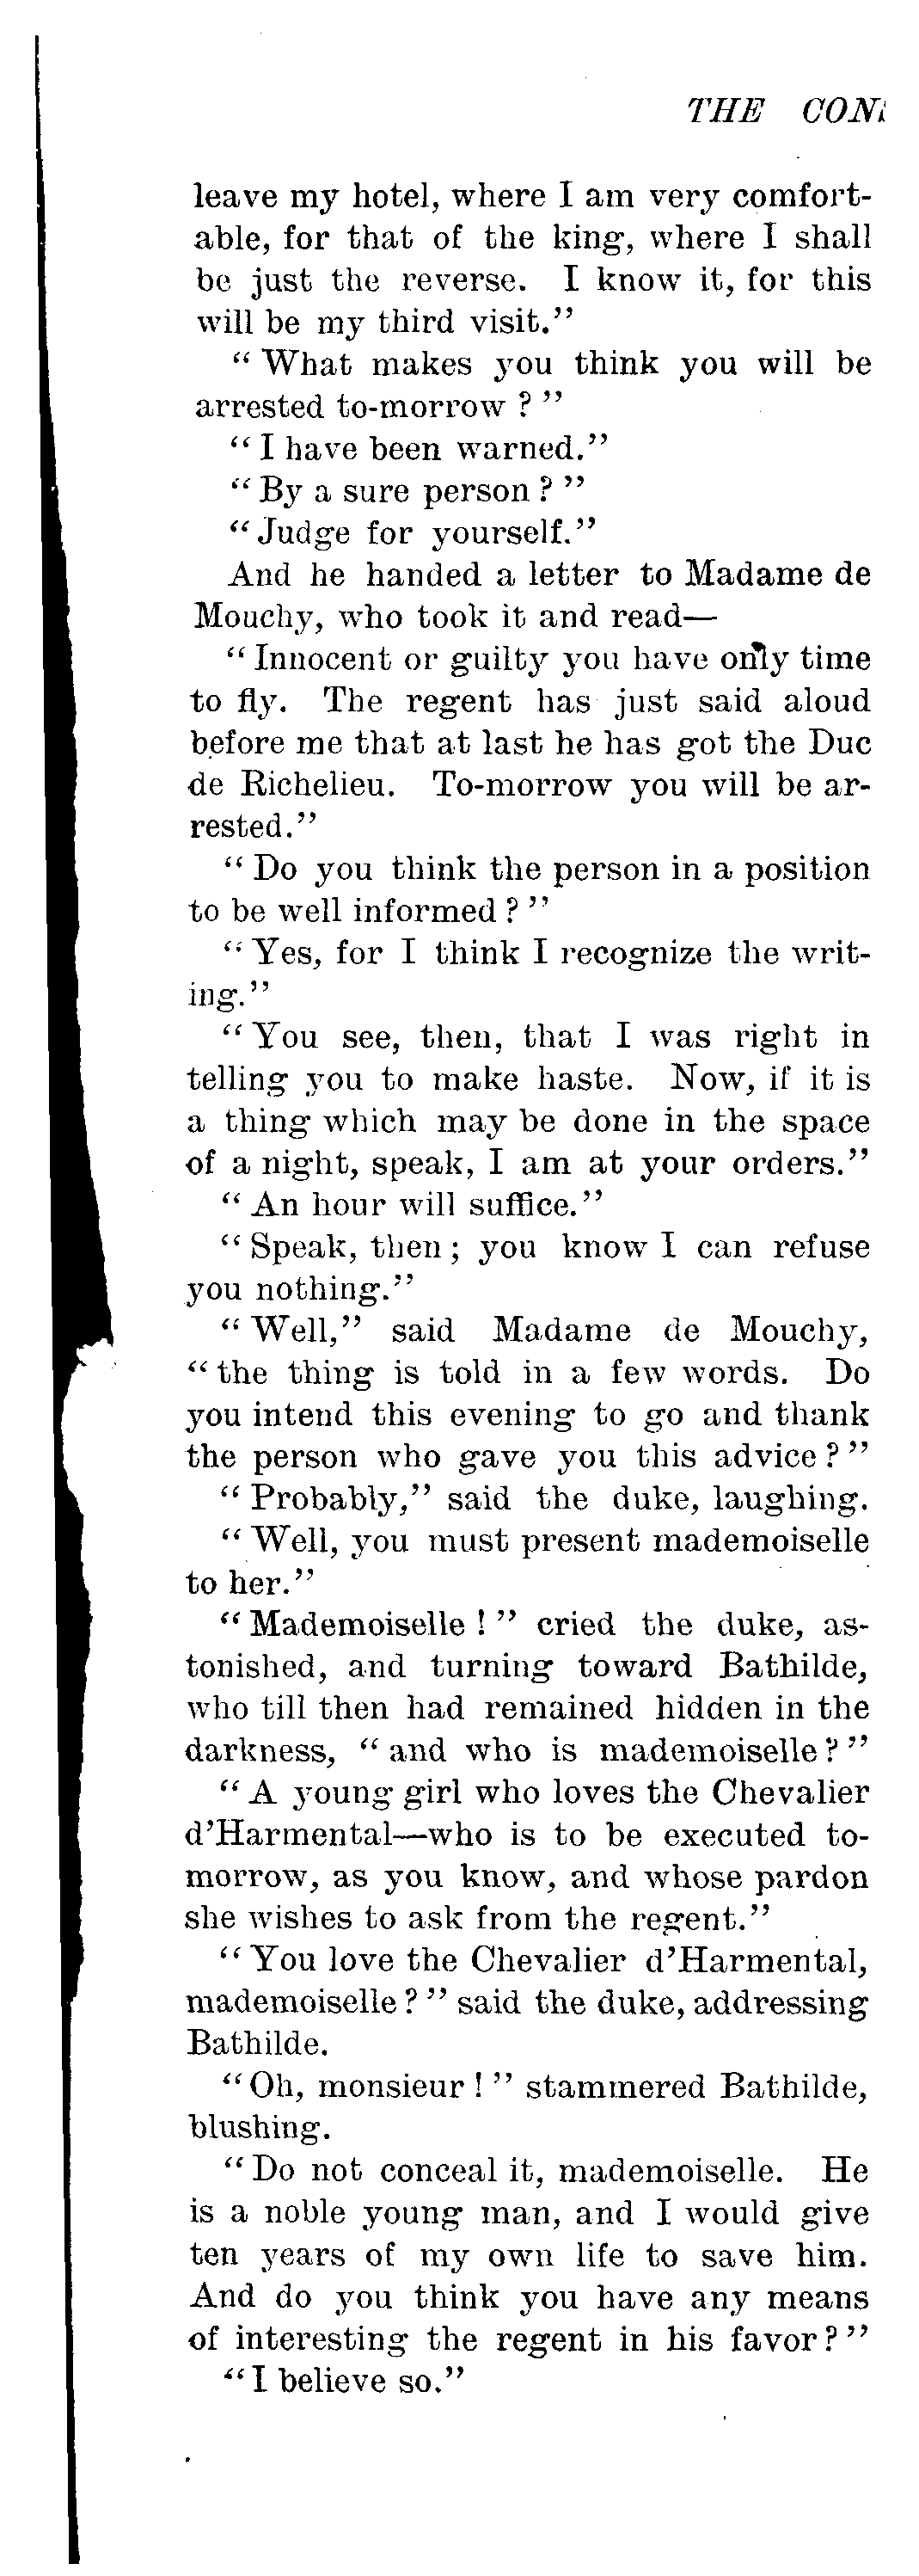 THE CON
leave my hotel, where I am very comfort-
able, for that of the king, where I shall
be just the reverse. I know it, for this
will be my third visit."
"What makes you think you will be
arrested to-morrow?"
"I have been warned."
"By a sure person?"
"Judge for yourself."
And he handed a letter to Madame de
Mouchy, who took it and read—
"Innocent or guilty you have only time
to fly. The regent has just said aloud
before me that at last he has got the Duc
de Richelieu. To-morrow you will be ar-
rested."
"Do you think the person in a position
to be well informed?"
"Yes, for I think I recognize the writ-
ing."
"You see, then, that I was right in
telling you to make haste. Now, if it is
a thing which may be done in the space
of a night, speak, I am at your orders."
"An hour will suffice."
"Speak, then; you know I can refuse
you nothing."
"Well," said Madame de Mouchy,
"the thing is told in a few words. Do
you intend this evening to go and thank
the person who gave you this advice?"
"Probably," said the duke, laughing.
"Well, you must present mademoiselle
to her."
"Mademoiselle!" cried the duke, as-
tonished, and turning toward Bathilde,
who till then had remained hidden in the
darkness, "and who is mademoiselle?"
"A young girl who loves the Chevalier
d'Harmental—who is to be executed to-
morrow, as you know, and whose pardon
she wishes to ask from the regent."
"You love the Chevalier d'Harmental,
mademoiselle?" said the duke, addressing
Bathilde.
"Oh, monsieur!" stammered Bathilde,
blushing.
"Do not conceal it, mademoiselle. He
is a noble young man, and I would give
ten years of my own life to save him.
And do you think you have any means
of interesting the regent in his favor?"
"I believe so."